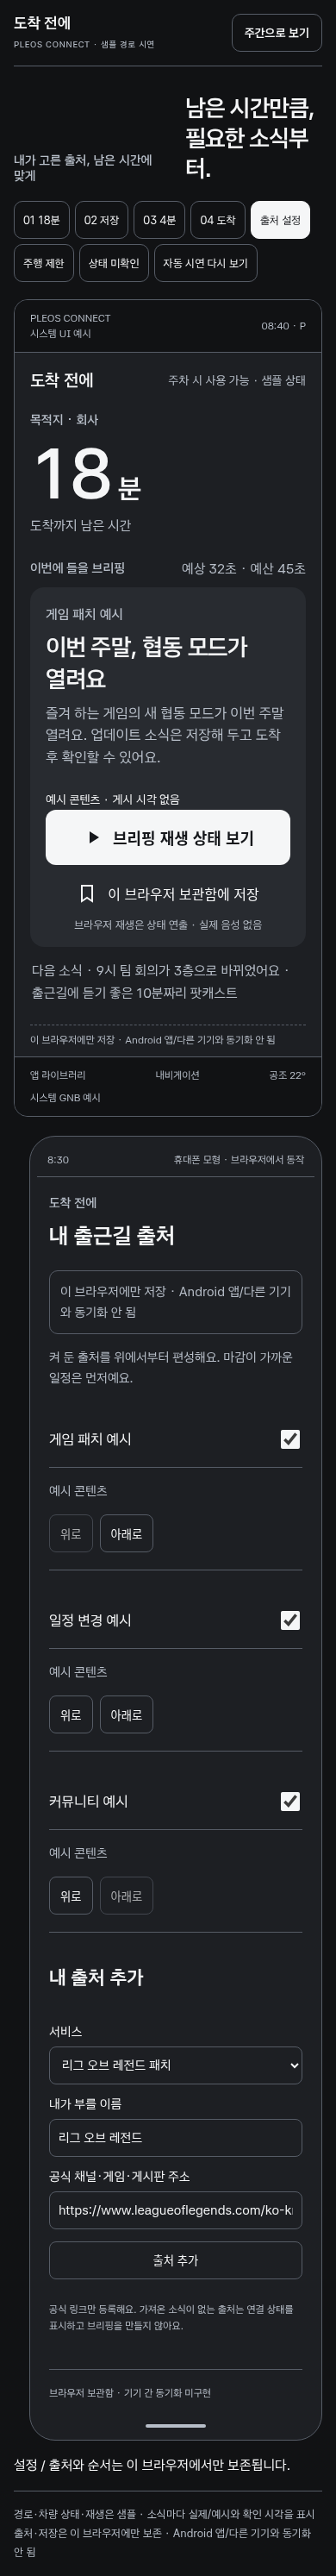 도착 전에
PLEOS CONNECT · 샘플 경로 시연
주간으로 보기
내가 고른 출처, 남은 시간에
맞게
남은 시간만큼,
필요한 소식부
터.
01 18분
02 저장
03 4분
04 도착
출처 설정
주행 제한
상태 미확인
자동 시연 다시 보기
PLEOS CONNECT
시스템 UI 예시
08:40 · P
도착 전에
주차 시 사용 가능 · 샘플 상태
목적지 · 회사
18분
도착까지 남은 시간
이번에 들을 브리핑
예상 32초 · 예산 45초
게임 패치 예시
이번 주말, 협동 모드가
열려요
즐겨 하는 게임의 새 협동 모드가 이번 주말
열려요. 업데이트 소식은 저장해 두고 도착
후 확인할 수 있어요.
예시 콘텐츠 · 게시 시각 없음
브리핑 재생 상태 보기
이 브라우저 보관함에 저장
브라우저 재생은 상태 연출 · 실제 음성 없음
다음 소식 · 9시 팀 회의가 3층으로 바뀌었어요 ·
출근길에 듣기 좋은 10분짜리 팟캐스트
이 브라우저에만 저장 · Android 앱/다른 기기와 동기화 안 됨
앱 라이브러리
내비게이션
공조 22°
시스템 GNB 예시
8:30
휴대폰 모형 · 브라우저에서 동작
도착 전에
내 출근길 출처
이 브라우저에만 저장 · Android 앱/다른 기기
와 동기화 안 됨
켜 둔 출처를 위에서부터 편성해요. 마감이 가까운
일정은 먼저예요.
게임 패치 예시
예시 콘텐츠
위로
아래로
일정 변경 예시
예시 콘텐츠
위로
아래로
커뮤니티 예시
예시 콘텐츠
위로
아래로
내 출처 추가
서비스
리그 오브 레전드 패치
내가 부를 이름
리그 오브 레전드
공식 채널·게임·게시판 주소
https://www.leagueoflegends.com/ko-k
출처 추가
공식 링크만 등록해요. 가져온 소식이 없는 출처는 연결 상태를
표시하고 브리핑을 만들지 않아요.
브라우저 보관함 · 기기 간 동기화 미구현
설정 / 출처와 순서는 이 브라우저에서만 보존됩니다.
경로·차량 상태·재생은 샘플 · 소식마다 실제/예시와 확인 시각을 표시
출처·저장은 이 브라우저에만 보존 · Android 앱/다른 기기와 동기화
안 됨